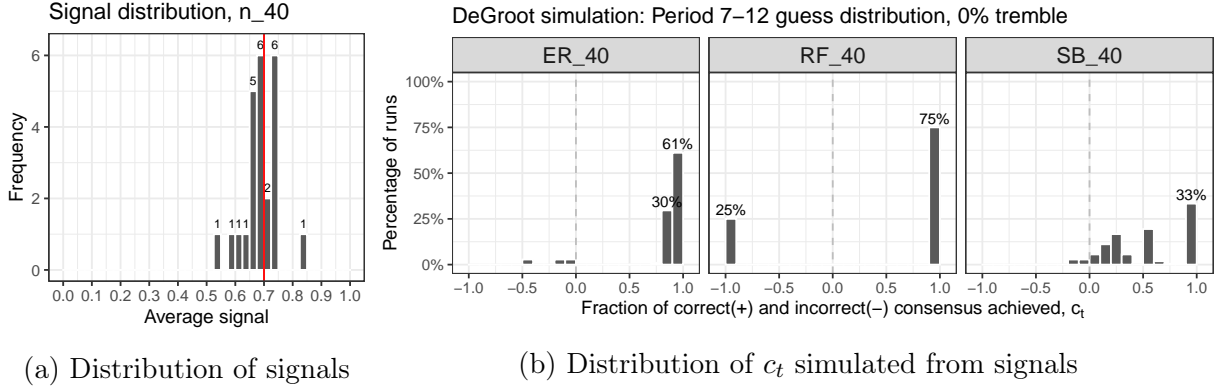 Signal distribution, n_40
Frequency
6
4
2
0
1
1
1
1
5
6
2
6
1
0.0 0.1 0.2 0.3 0.4 0.5 0.6 0.7 0.8 0.9 1.0
Average signal
(a) Distribution of signals
DeGroot simulation: Period 7−12 guess distribution, 0% tremble
ER_40 RF_40 SB_40
Percentage of runs
100%
75%
50%
25%
0%
30%
61%
25%
75%
33%
−1.0 −0.5 0.0 0.5 1.0 −1.0 −0.5 0.0 0.5 1.0 −1.0 −0.5 0.0 0.5 1.0
Fraction of correct(+) and incorrect(−) consensus achieved, cₜ
(b) Distribution of cₜ simulated from signals